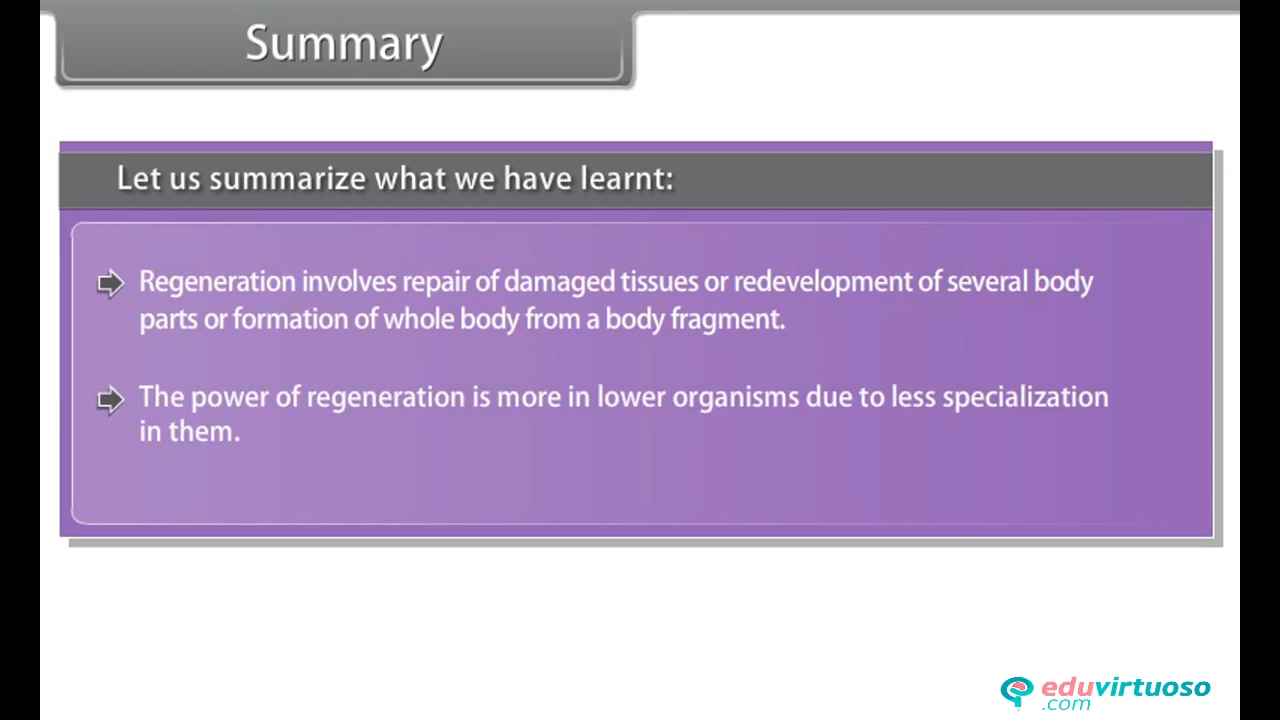 Summary
Let us summarize what we have learnt:
Regeneration involves repair of damaged tissues or redevelopment of several body
parts or formation of whole body from a body fragment.
The power of regeneration is more in lower organisms due to less specialization
in them.
eduvirtuoso
.com